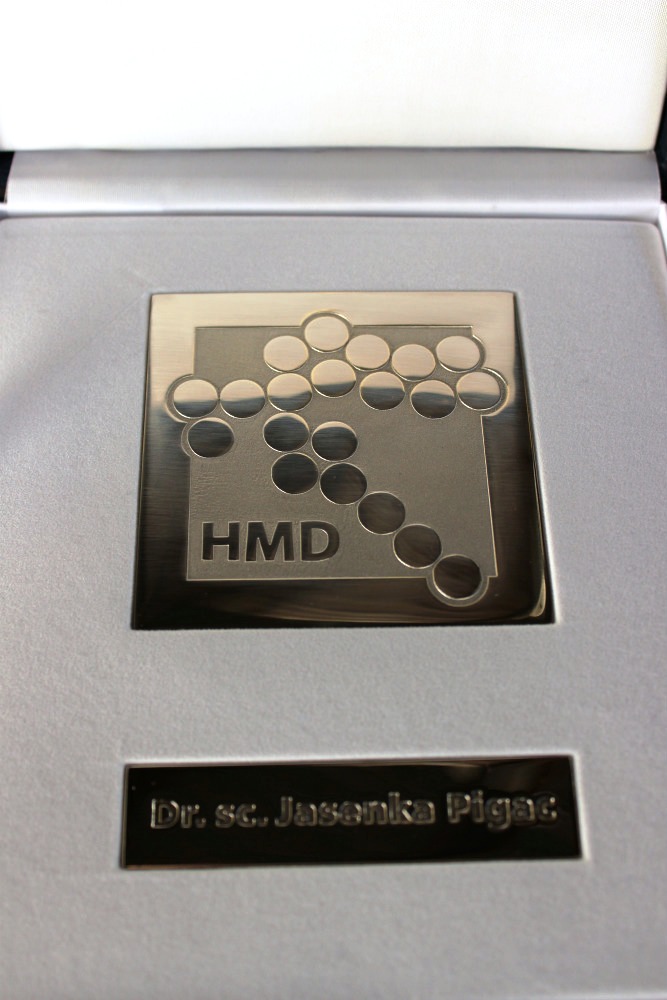 HMD
Dr. sc. Jasenka Pigac